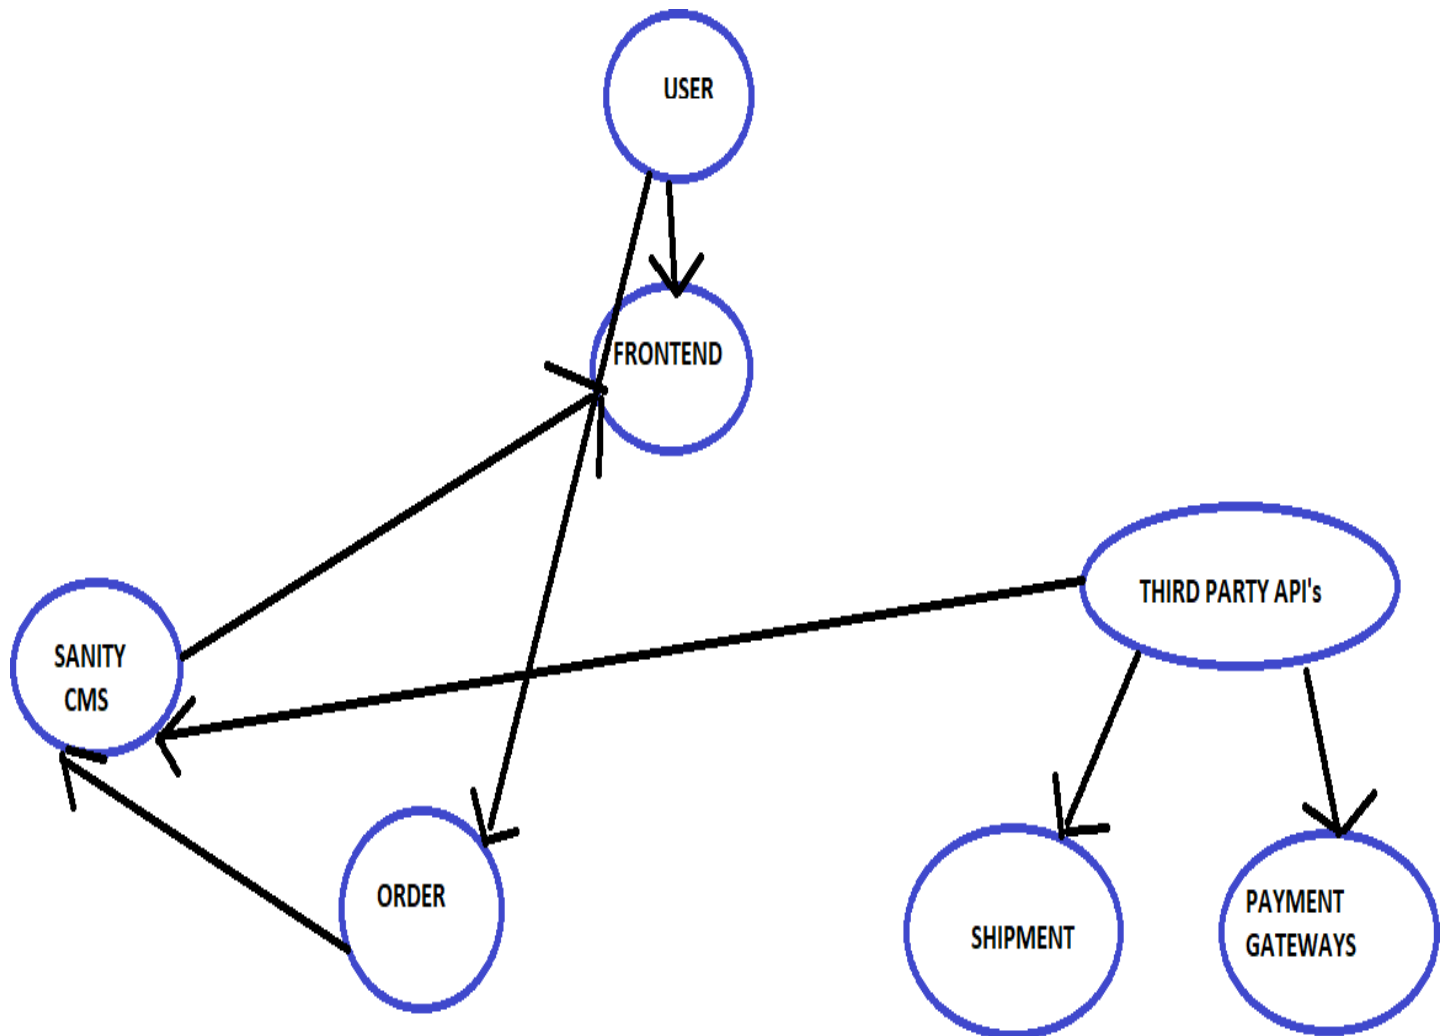 USER
FRONTEND
THIRD PARTY API's
SANITY
CMS
ORDER
SHIPMENT
PAYMENT
GATEWAYS